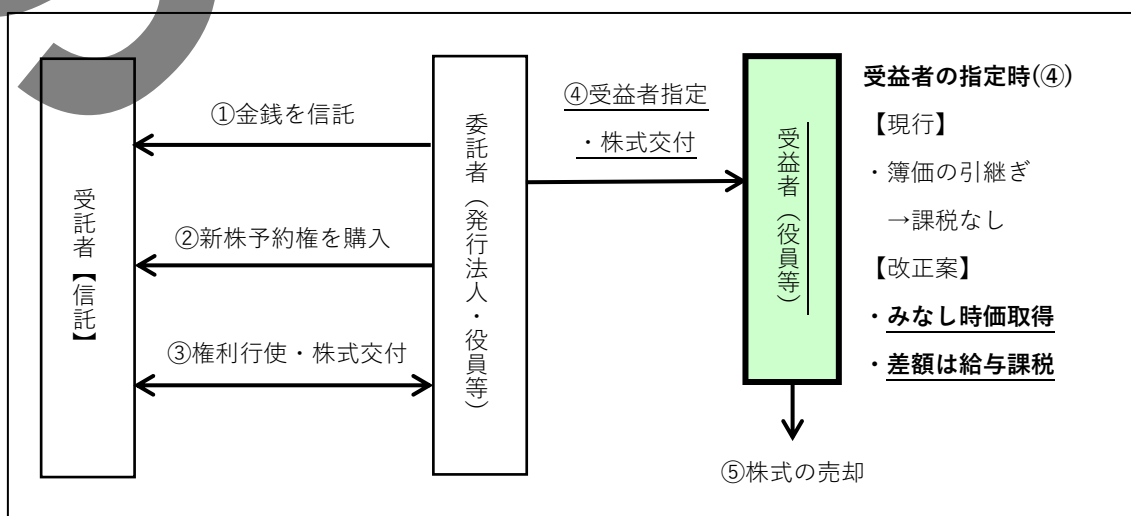 ①金銭を信託
②新株予約権を購入
③権利行使・株式交付
受託者【信託】
委託者（発行法人・役員等）
④受益者指定
・株式交付
受益者（役員等）
⑤株式の売却
受益者の指定時(④)
【現行】
・簿価の引継ぎ
→課税なし
【改正案】
・みなし時価取得
・差額は給与課税